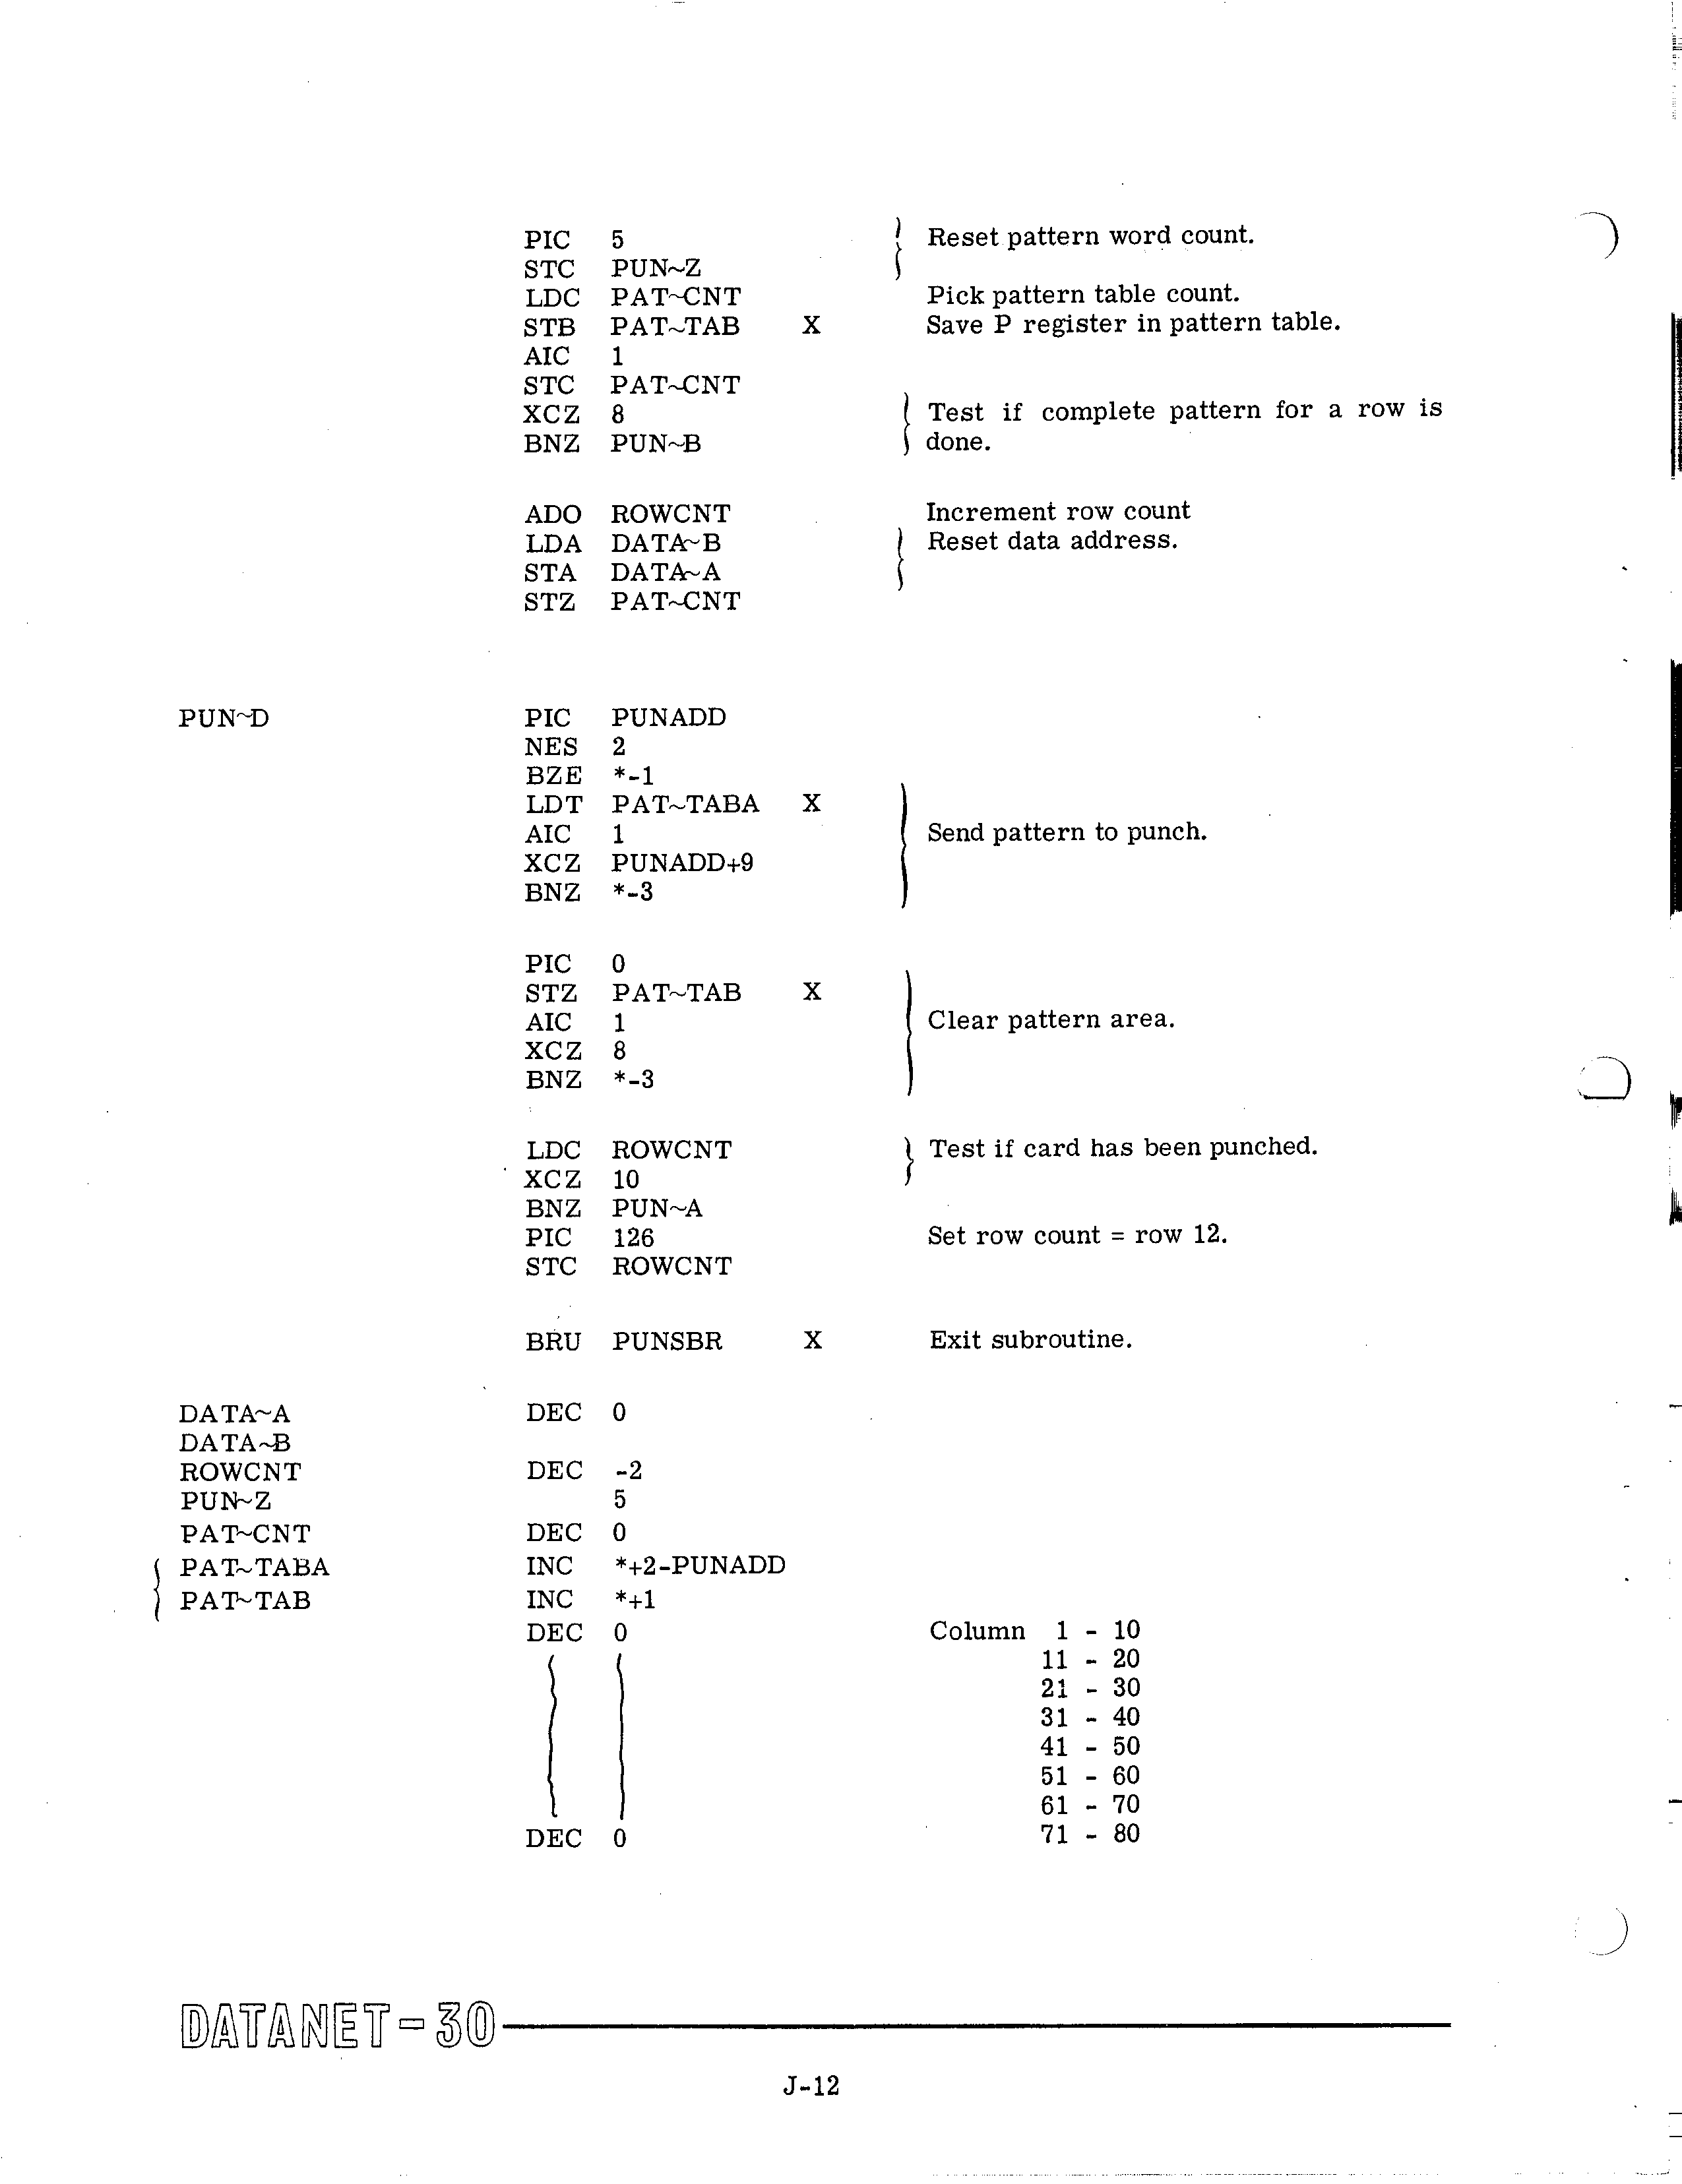 PIC 5 Reset pattern word count.
STC PUN~Z
LDC PAT~CNT Pick pattern table count.
STB PAT~TAB X Save P register in pattern table.
AIC 1
STC PAT~CNT
XCZ 8 Test if complete pattern for a row is
BNZ PUN~B done.
ADO ROWCNT Increment row count
LDA DATA~B Reset data address.
STA DATA~A
STZ PAT~CNT
PUN~D PIC PUNADD
NES 2
BZE *-1
LDT PAT~TABA X
AIC 1 Send pattern to punch.
XCZ PUNADD+9
BNZ *-3
PIC 0
STZ PAT~TAB X
AIC 1 Clear pattern area.
XCZ 8
BNZ *-3
LDC ROWCNT Test if card has been punched.
XCZ 10
BNZ PUN~A
PIC 126 Set row count = row 12.
STC ROWCNT
BRU PUNSBR X Exit subroutine.
DATA~A DEC 0
DATA~B
ROWCNT DEC -2
PUN~Z 5
PAT~CNT DEC 0
PAT~TABA INC *+2-PUNADD
PAT~TAB INC *+1
DEC 0 Column 1 - 10
11 - 20
21 - 30
31 - 40
41 - 50
51 - 60
61 - 70
DEC 0 71 - 80
DATANET-30
J-12